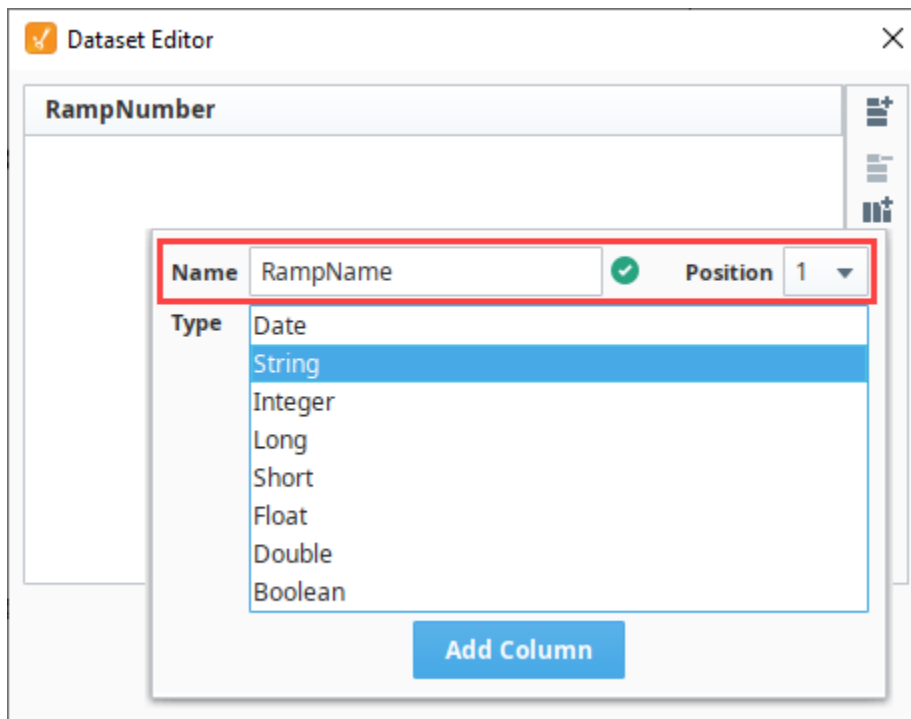 Dataset Editor
RampNumber
Name RampName Position 1
Type Date
String
Integer
Long
Short
Float
Double
Boolean
Add Column